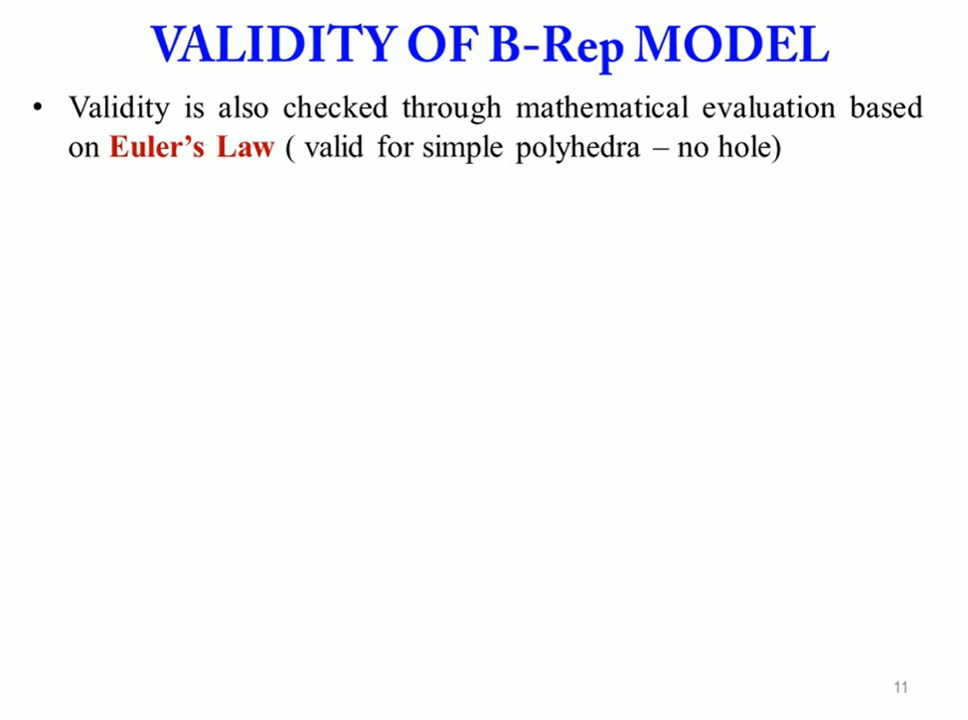 VALIDITY OF B-Rep MODEL
• Validity is also checked through mathematical evaluation based
on Euler’s Law ( valid for simple polyhedra – no hole)
11